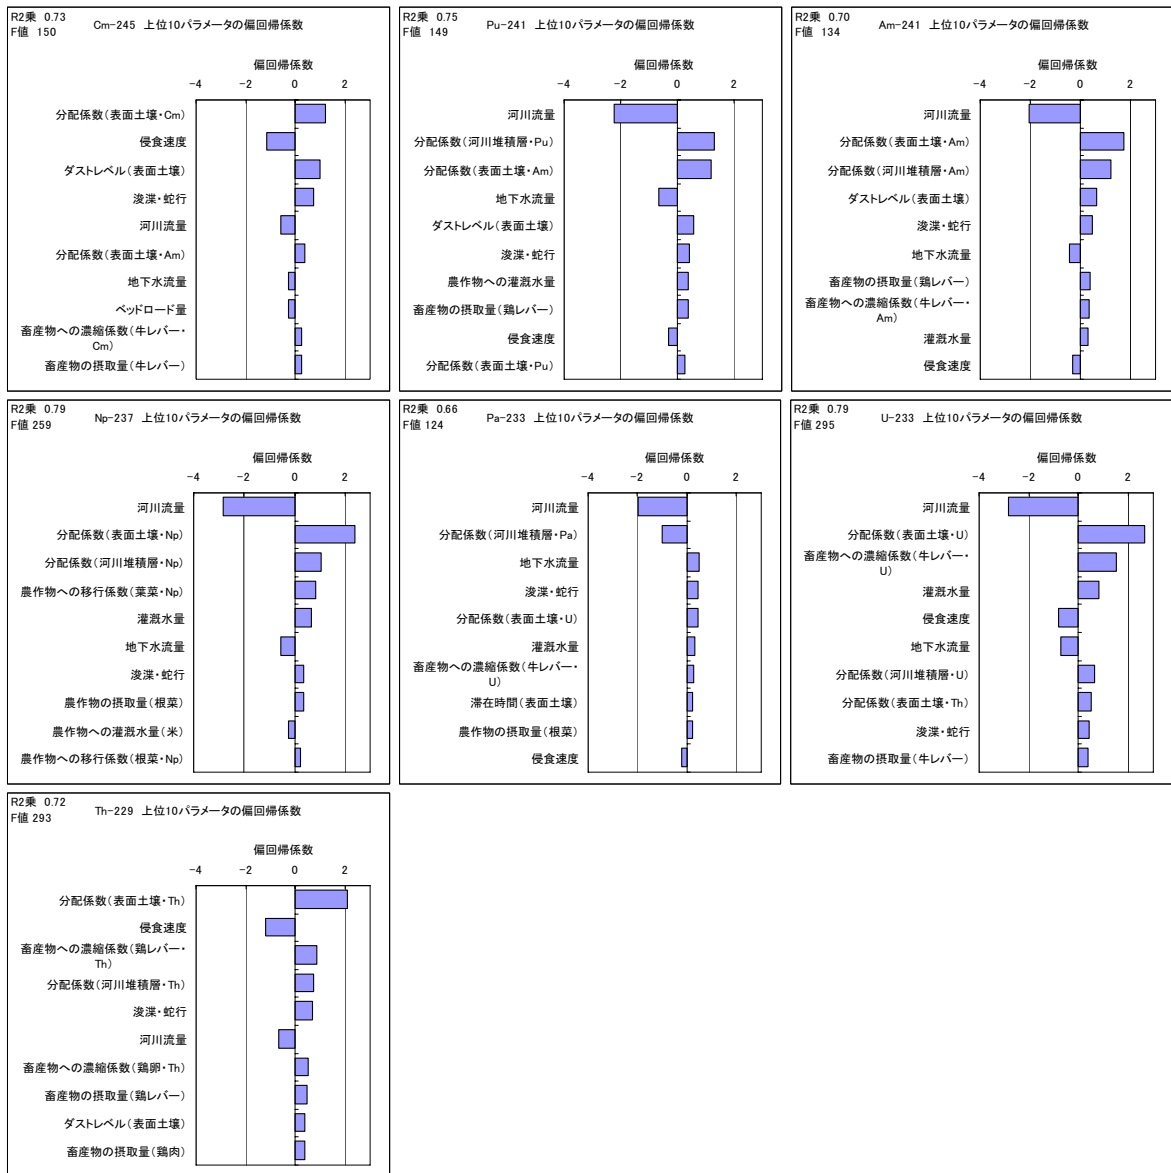 R2乗 0.73
F値 150
Cm-245 上位10パラメータの偏回帰係数
偏回帰係数
-4 -2 0 2
分配係数(表面土壌・Cm)
侵食速度
ダストレベル(表面土壌)
浚渫・蛇行
河川流量
分配係数(表面土壌・Am)
地下水流量
ベッドロード量
畜産物への濃縮係数(牛レバー・
Cm)
畜産物の摂取量(牛レバー)
R2乗 0.75
F値 149
Pu-241 上位10パラメータの偏回帰係数
偏回帰係数
-4 -2 0 2
河川流量
分配係数(河川堆積層・Pu)
分配係数(表面土壌・Am)
地下水流量
ダストレベル(表面土壌)
浚渫・蛇行
農作物への灌漑水量
畜産物の摂取量(鶏レバー)
侵食速度
分配係数(表面土壌・Pu)
R2乗 0.70
F値 134
Am-241 上位10パラメータの偏回帰係数
偏回帰係数
-4 -2 0 2
河川流量
分配係数(表面土壌・Am)
分配係数(河川堆積層・Am)
ダストレベル(表面土壌)
浚渫・蛇行
地下水流量
畜産物の摂取量(鶏レバー)
畜産物への濃縮係数(牛レバー・
Am)
灌漑水量
侵食速度
R2乗 0.79
F値 259
Np-237 上位10パラメータの偏回帰係数
偏回帰係数
-4 -2 0 2
河川流量
分配係数(表面土壌・Np)
分配係数(河川堆積層・Np)
農作物への移行係数(葉菜・Np)
灌漑水量
地下水流量
浚渫・蛇行
農作物の摂取量(根菜)
農作物への灌漑水量(米)
農作物への移行係数(根菜・Np)
R2乗 0.66
F値 124
Pa-233 上位10パラメータの偏回帰係数
偏回帰係数
-4 -2 0 2
河川流量
分配係数(河川堆積層・Pa)
地下水流量
浚渫・蛇行
分配係数(表面土壌・U)
灌漑水量
畜産物への濃縮係数(牛レバー・
U)
滞在時間(表面土壌)
農作物の摂取量(根菜)
侵食速度
R2乗 0.79
F値 295
U-233 上位10パラメータの偏回帰係数
偏回帰係数
-4 -2 0 2
河川流量
分配係数(表面土壌・U)
畜産物への濃縮係数(牛レバー・
U)
灌漑水量
侵食速度
地下水流量
分配係数(河川堆積層・U)
分配係数(表面土壌・Th)
浚渫・蛇行
畜産物の摂取量(牛レバー)
R2乗 0.72
F値 293
Th-229 上位10パラメータの偏回帰係数
偏回帰係数
-4 -2 0 2
分配係数(表面土壌・Th)
侵食速度
畜産物への濃縮係数(鶏レバー・
Th)
分配係数(河川堆積層・Th)
浚渫・蛇行
河川流量
畜産物への濃縮係数(鶏卵・Th)
畜産物の摂取量(鶏レバー)
ダストレベル(表面土壌)
畜産物の摂取量(鶏肉)